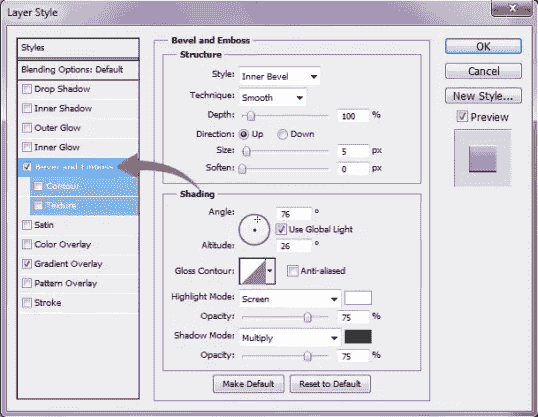 Layer Style
Styles
Blending Options: Default
Drop Shadow
Inner Shadow
Outer Glow
Inner Glow
Bevel and Emboss
Contour
Texture
Satin
Color Overlay
Gradient Overlay
Pattern Overlay
Stroke
Bevel and Emboss
Structure
Style: Inner Bevel
Technique: Smooth
Depth: 100 %
Direction: Up Down
Size: 5 px
Soften: 0 px
Shading
Angle: 76 °
Use Global Light
Altitude: 26 °
Gloss Contour: Anti-aliased
Highlight Mode: Screen
Opacity: 75 %
Shadow Mode: Multiply
Opacity: 75 %
Make Default Reset to Default
OK
Cancel
New Style...
Preview